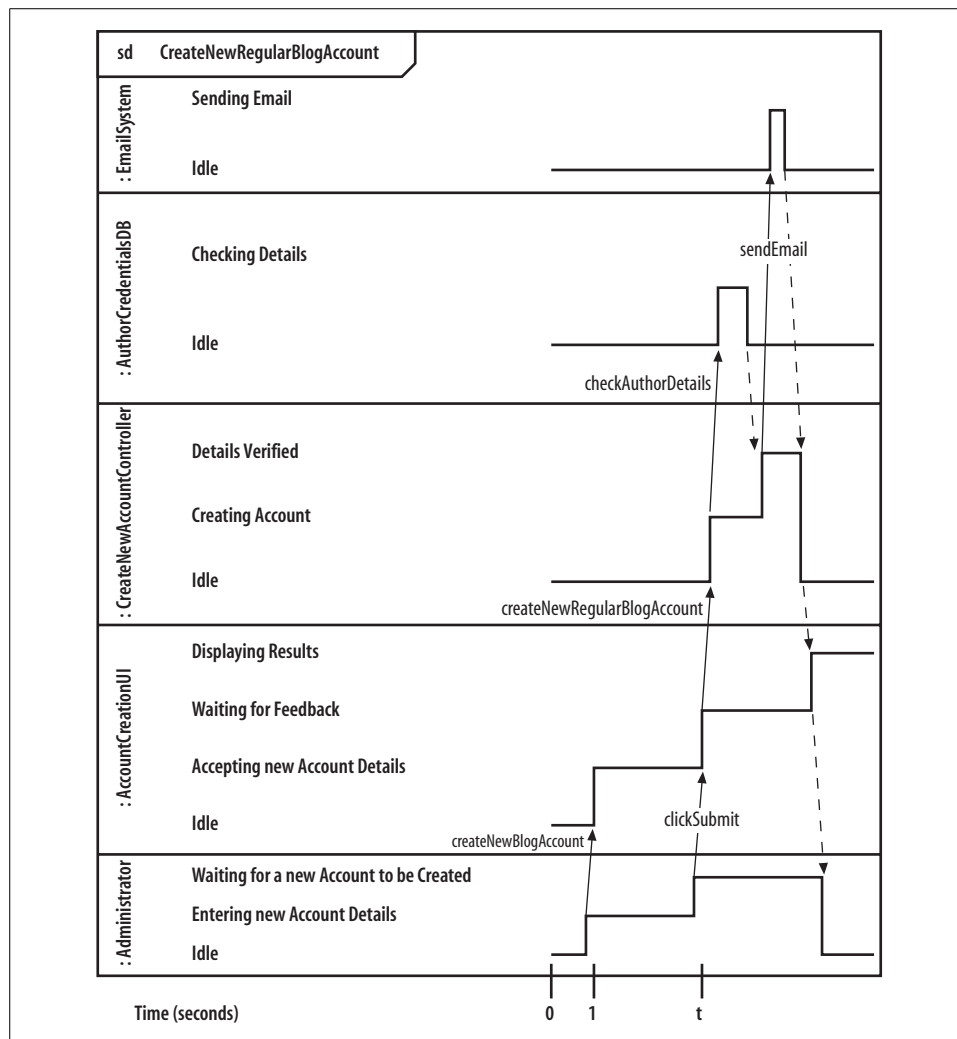 sd CreateNewRegularBlogAccount
: EmailSystem
Sending Email
Idle
: AuthorCredentialsDB
Checking Details
sendEmail
Idle
checkAuthorDetails
: CreateNewAccountController
Details Verified
Creating Account
Idle
createNewRegularBlogAccount
: AccountCreationUI
Displaying Results
Waiting for Feedback
Accepting new Account Details
Idle
clickSubmit
createNewBlogAccount
: Administrator
Waiting for a new Account to be Created
Entering new Account Details
Idle
Time (seconds) 0 1 t